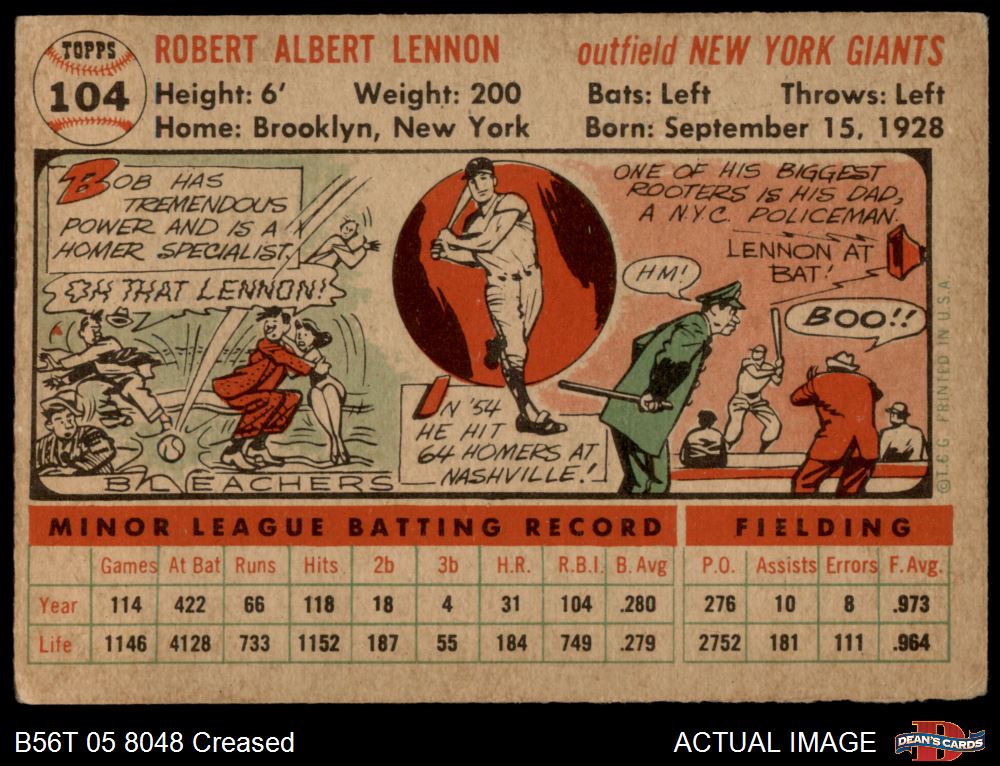 TOPPS
104
ROBERT ALBERT LENNON
outfield NEW YORK GIANTS
Height: 6' Weight: 200 Bats: Left Throws: Left
Home: Brooklyn, New York Born: September 15, 1928
BOB HAS
TREMENDOUS
POWER AND IS A
HOMER SPECIALIST.
OH THAT LENNON!
BLEACHERS
IN '54
HE HIT
64 HOMERS AT
NASHVILLE!
ONE OF HIS BIGGEST
ROOTERS IS HIS DAD,
A N.Y.C. POLICEMAN.
LENNON AT
BAT!
HM!
BOO!!
© T.C.G. PRINTED IN U.S.A.
MINOR LEAGUE BATTING RECORD FIELDING
Games At Bat Runs Hits 2b 3b H.R. R.B.I. B. Avg P.O. Assists Errors F. Avg.
Year 114 422 66 118 18 4 31 104 .280 276 10 8 .973
Life 1146 4128 733 1152 187 55 184 749 .279 2752 181 111 .964
B56T 05 8048 Creased
ACTUAL IMAGE
DEAN'S CARDS